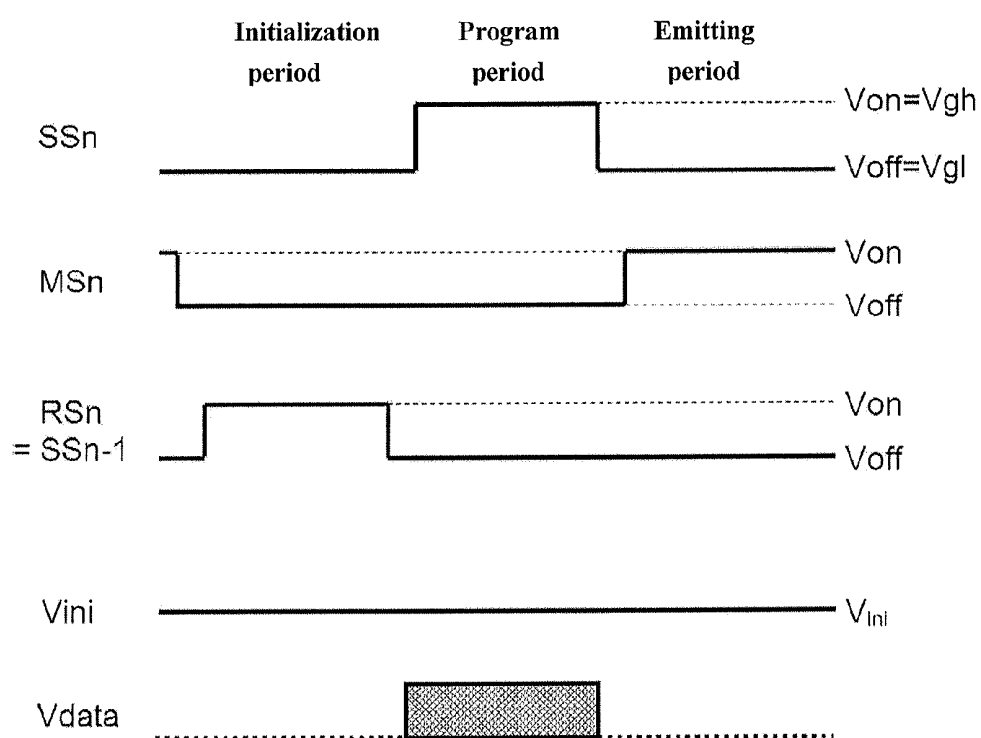 Initialization period
Program period
Emitting period
SSn
Von=Vgh
Voff=Vgl
MSn
Von
Voff
RSn
= SSn-1
Von
Voff
Vini
VIni
Vdata